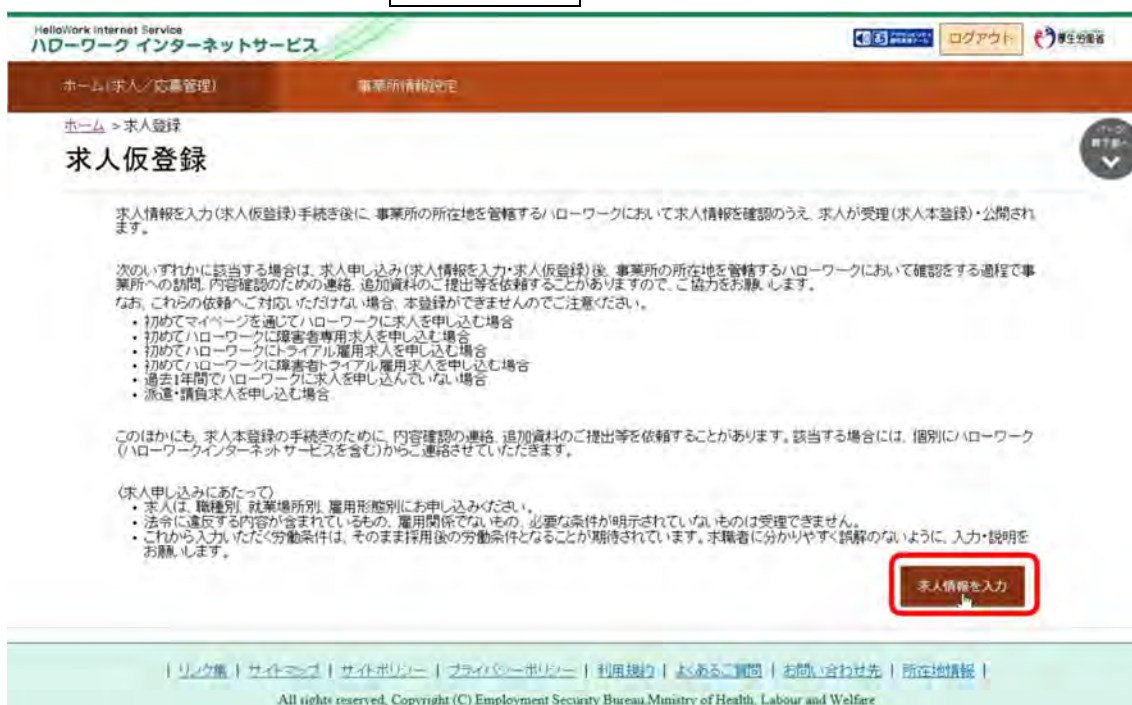 HelloWork Internet Service
ハローワーク インターネットサービス
ログアウト
厚生労働省
ホーム(求人/応募管理)
事業所情報設定
ホーム > 求人登録
求人仮登録
求人情報を入力(求人仮登録)手続き後に、事業所の所在地を管轄するハローワークにおいて求人情報を確認のうえ、求人が受理(求人本登録)・公開され
ます。
次のいずれかに該当する場合は、求人申し込み(求人情報を入力・求人仮登録)後、事業所の所在地を管轄するハローワークにおいて確認をする過程で事
業所への訪問、内容確認のための連絡、追加資料のご提出等を依頼することがありますので、ご協力をお願いします。
なお、これらの依頼へご対応いただけない場合、本登録ができませんのでご注意ください。
・初めてマイページを通じてハローワークに求人を申し込む場合
・初めてハローワークに障害者専用求人を申し込む場合
・初めてハローワークにトライアル雇用求人を申し込む場合
・初めてハローワークに障害者トライアル雇用求人を申し込む場合
・過去1年間でハローワークに求人を申し込んでいない場合
・派遣・請負求人を申し込む場合
このほかにも、求人本登録の手続きのために、内容確認の連絡、追加資料のご提出等を依頼することがあります。該当する場合には、個別にハローワーク
(ハローワークインターネットサービスを含む)からご連絡させていただきます。
(求人申し込みにあたって)
・求人は、職種別、就業場所別、雇用形態別にお申し込みください。
・法令に違反する内容が含まれているもの、雇用関係でないもの、必要な条件が明示されていないものは受理できません。
・これから入力いただく労働条件は、そのまま採用後の労働条件となることが期待されています。求職者に分かりやすく誤解のないように、入力・説明を
お願いします。
求人情報を入力
| リンク集 | サイトマップ | サイトポリシー | プライバシーポリシー | 利用規約 | よくあるご質問 | お問い合わせ先 | 所在地情報 |
All rights reserved, Copyright (C) Employment Security Bureau Ministry of Health, Labour and Welfare